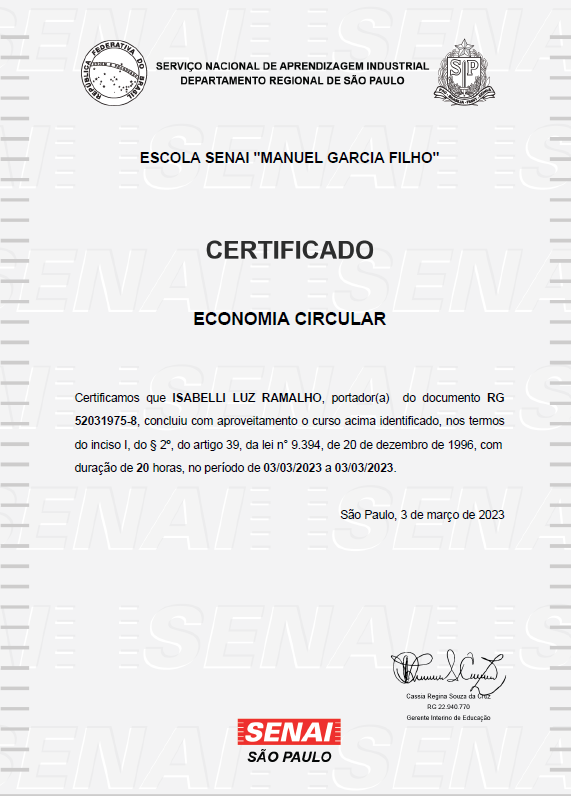 REPÚBLICA FEDERATIVA DO BRASIL
SP
SERVIÇO NACIONAL DE APRENDIZAGEM INDUSTRIAL
DEPARTAMENTO REGIONAL DE SÃO PAULO
ESCOLA SENAI "MANUEL GARCIA FILHO"
CERTIFICADO
ECONOMIA CIRCULAR
Certificamos que ISABELLI LUZ RAMALHO, portador(a) do documento RG
52031975-8, concluiu com aproveitamento o curso acima identificado, nos termos
do inciso I, do § 2º, do artigo 39, da lei n° 9.394, de 20 de dezembro de 1996, com
duração de 20 horas, no período de 03/03/2023 a 03/03/2023.
São Paulo, 3 de março de 2023
Cassia Regina Souza da Cruz
RG 22.940.770
Gerente Interino de Educação
SENAI
SÃO PAULO